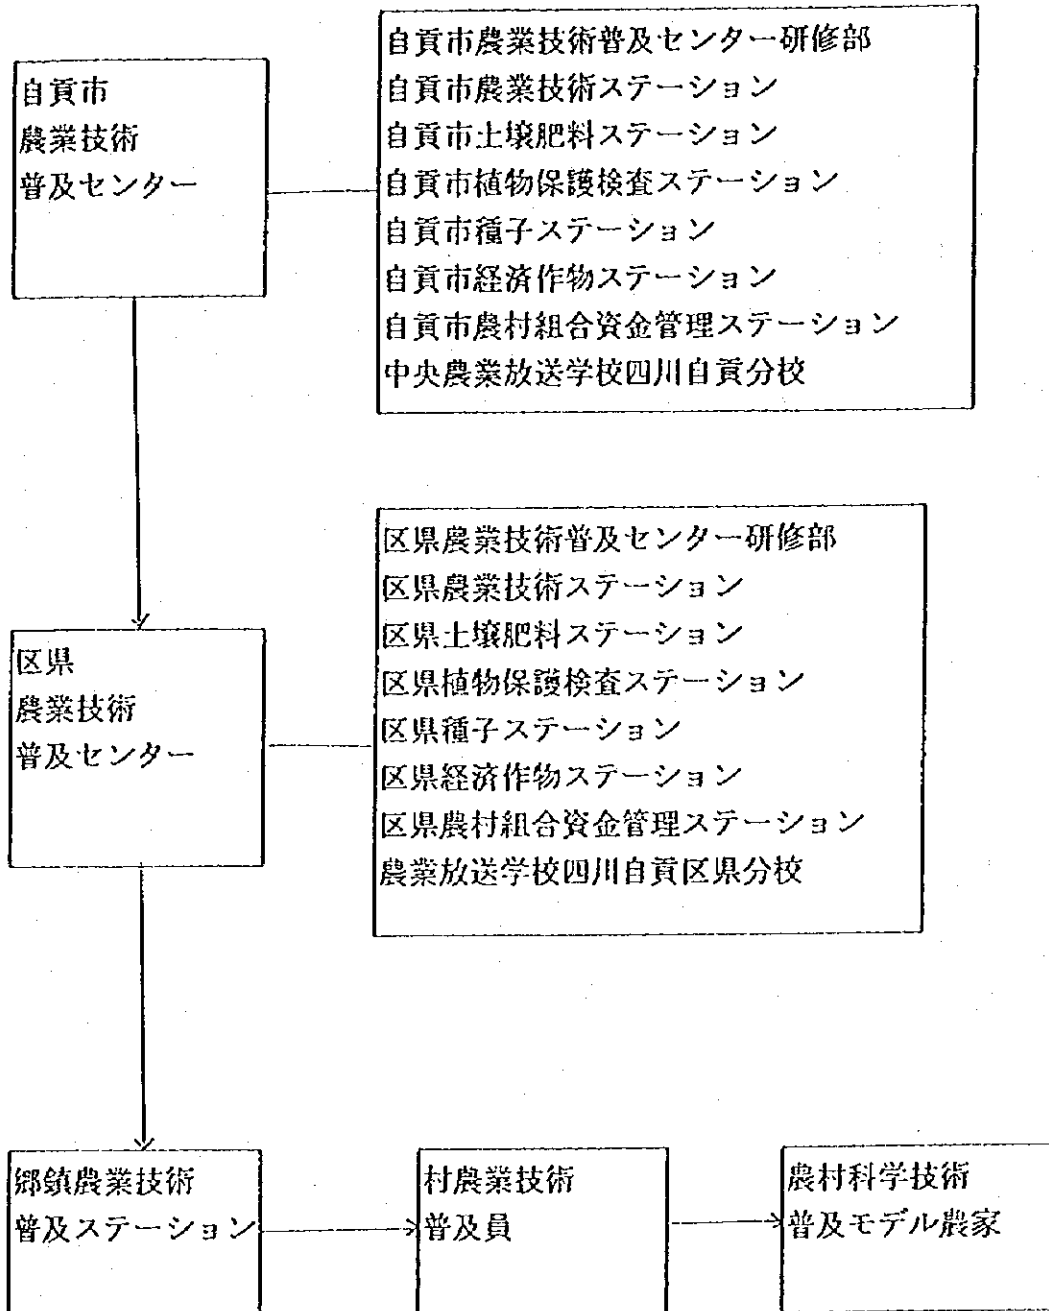 自貢市
農業技術
普及センター
自貢市農業技術普及センター研修部
自貢市農業技術ステーション
自貢市土壌肥料ステーション
自貢市植物保護検査ステーション
自貢市種子ステーション
自貢市経済作物ステーション
自貢市農村組合資金管理ステーション
中央農業放送学校四川自貢分校
区県
農業技術
普及センター
区県農業技術普及センター研修部
区県農業技術ステーション
区県土壌肥料ステーション
区県植物保護検査ステーション
区県種子ステーション
区県経済作物ステーション
区県農村組合資金管理ステーション
農業放送学校四川自貢区県分校
郷鎮農業技術
普及ステーション
村農業技術
普及員
農村科学技術
普及モデル農家